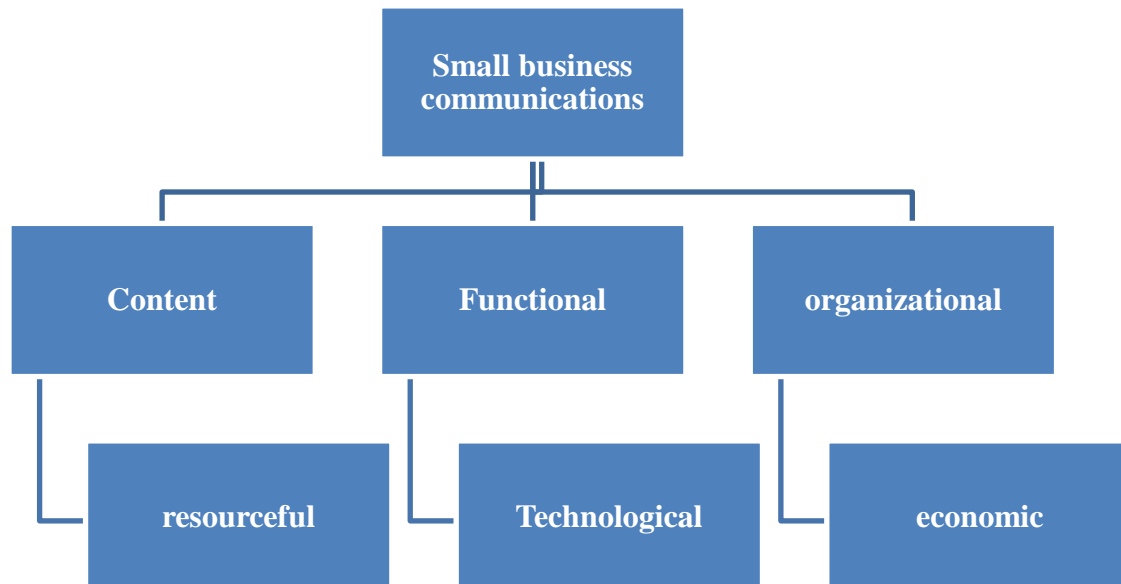 Small business
communications
Content
Functional
organizational
resourceful
Technological
economic